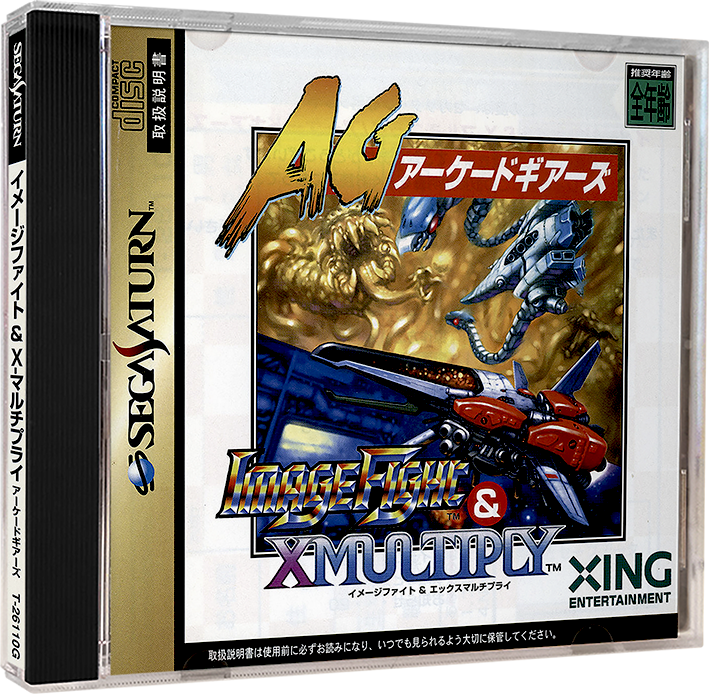 SEGA SATURN
イメージファイト & X-マルチプライ アーケードギアーズ
T-26110G
COMPACT
disc
取扱説明書
SEGA SATURN™
推奨年齢
全年齢
AG
アーケードギアーズ
IMAGE FIGHT™
&
XMULTIPLY™
イメージファイト & エックスマルチプライ
XING
ENTERTAINMENT
取扱説明書は使用前に必ずお読みになり、いつでも見られるよう大切に保管してください。